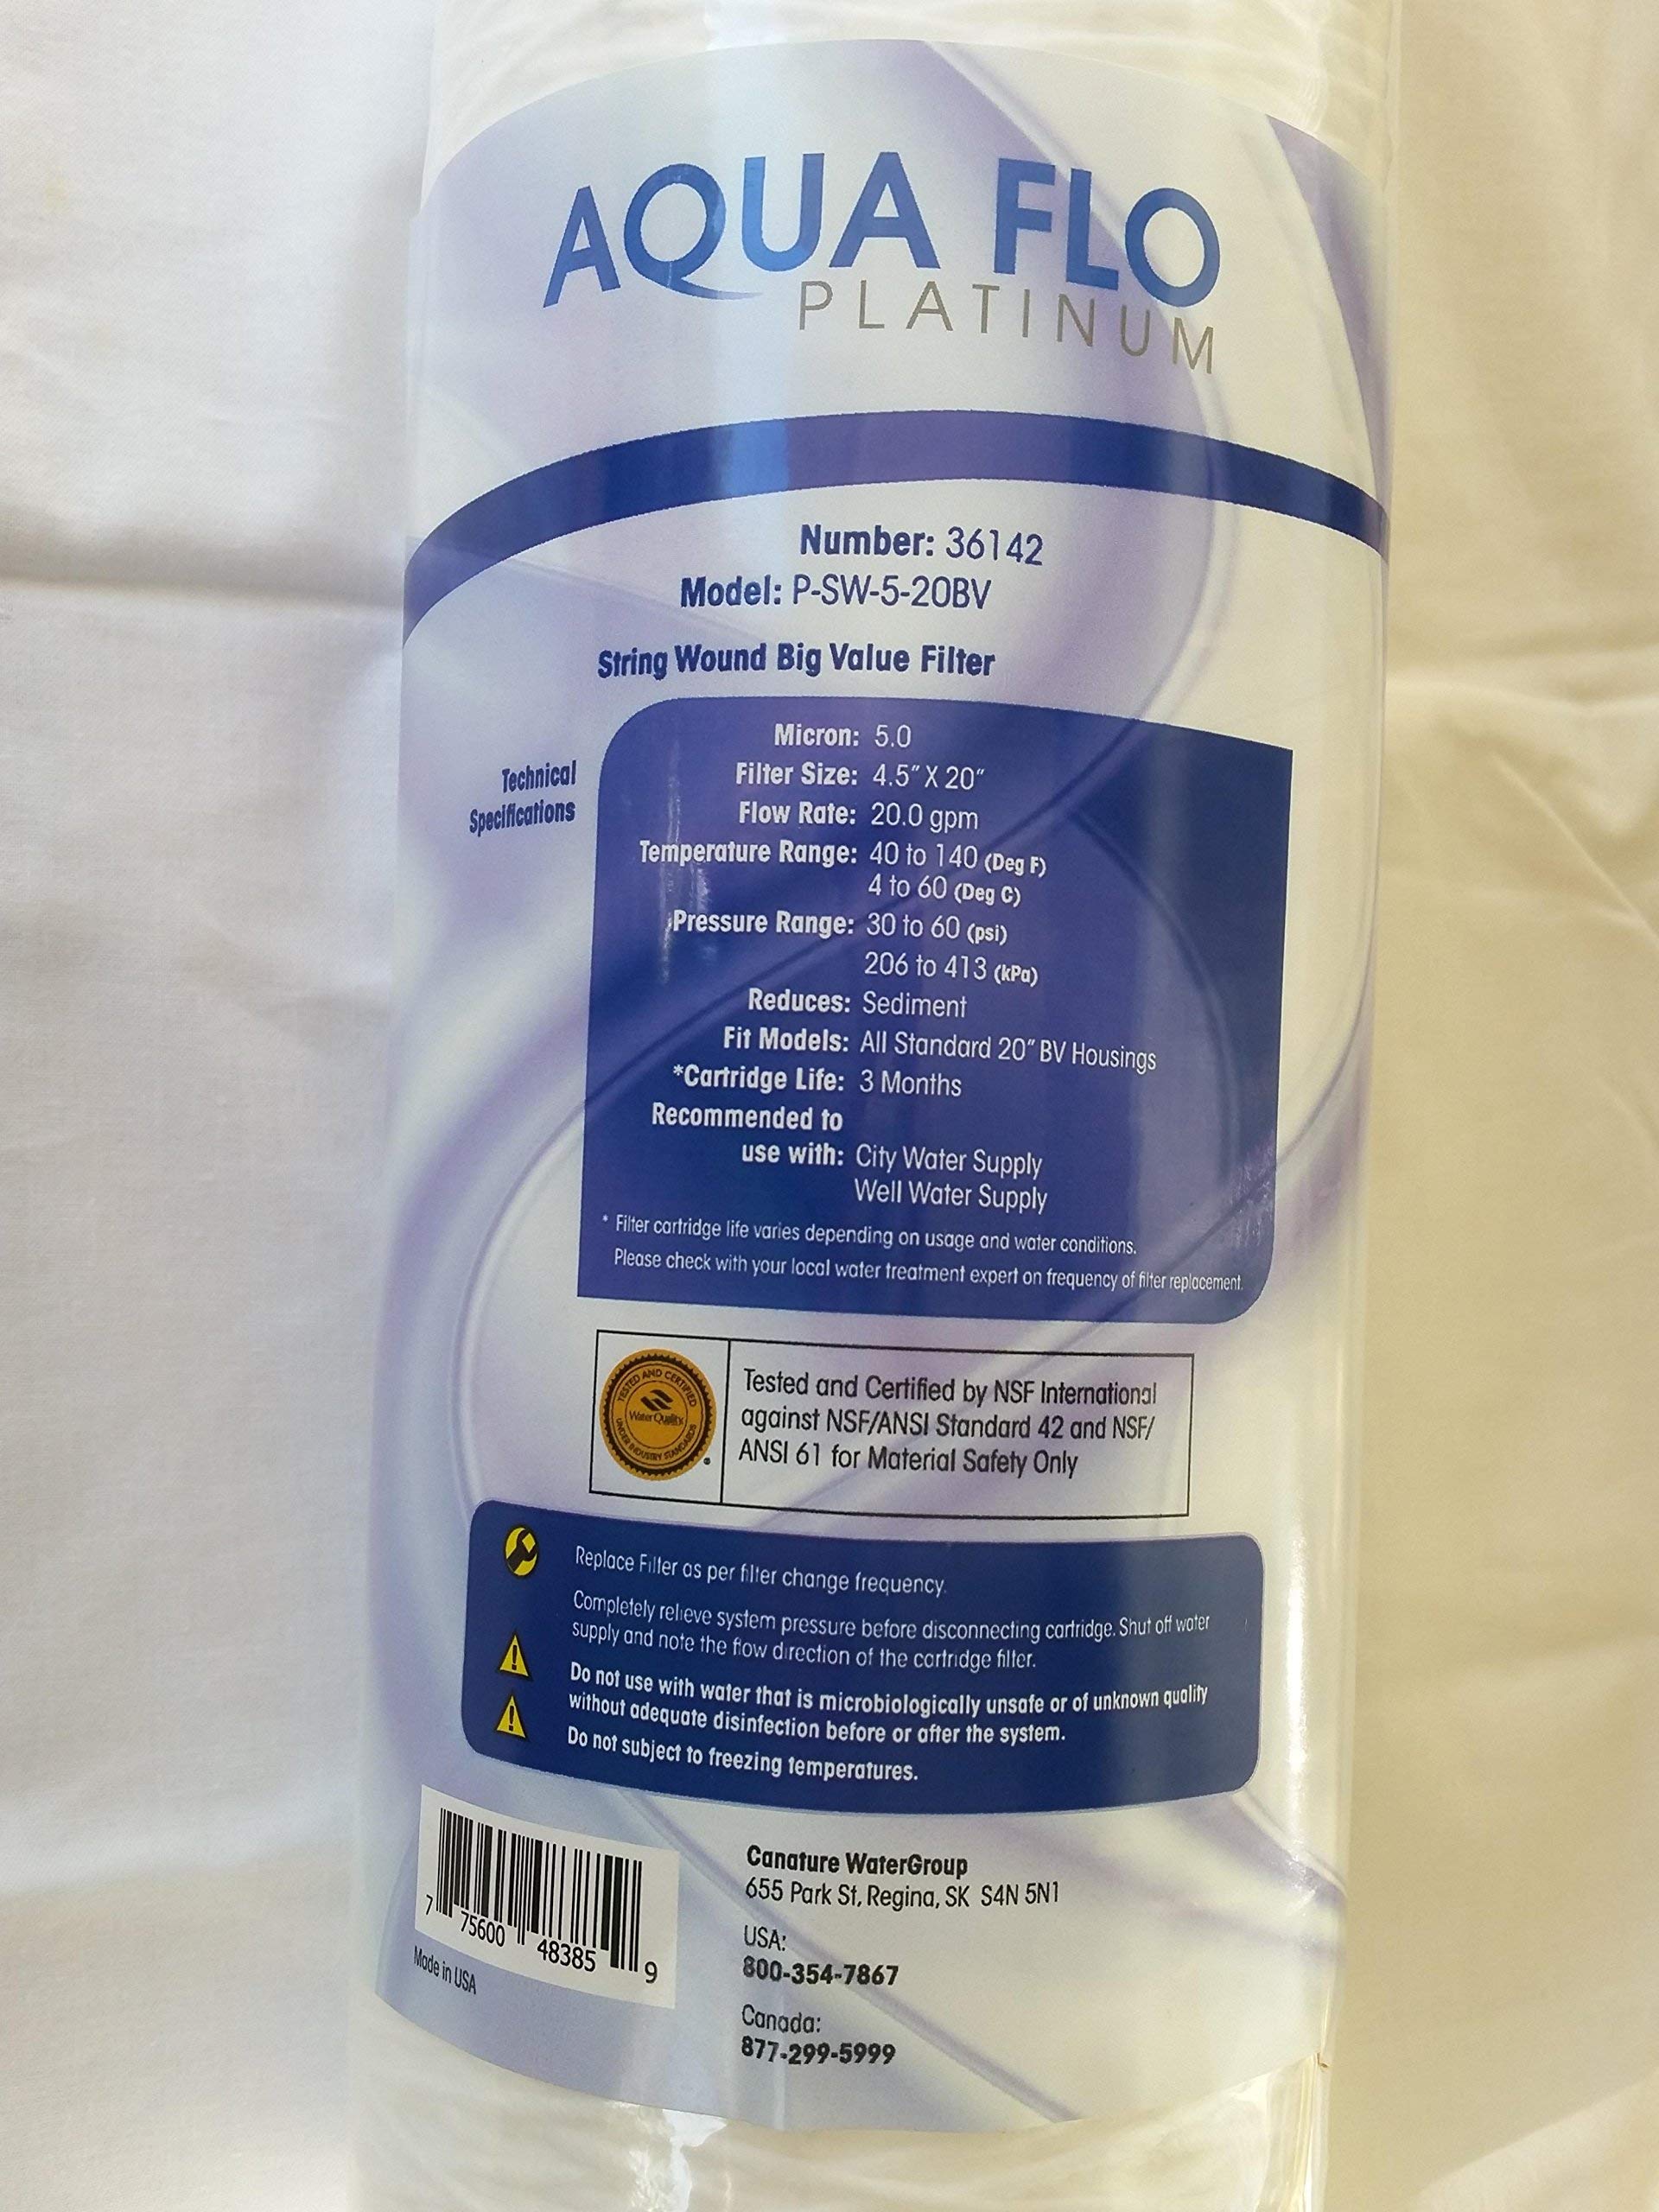 AQUA FLO
PLATINUM
Number: 36142
Model: P-SW-5-20BV
String Wound Big Value Filter
Technical
Specifications
Micron: 5.0
Filter Size: 4.5" X 20"
Flow Rate: 20.0 gpm
Temperature Range: 40 to 140 (Deg F)
4 to 60 (Deg C)
Pressure Range: 30 to 60 (psi)
206 to 413 (kPa)
Reduces: Sediment
Fit Models: All Standard 20" BV Housings
*Cartridge Life: 3 Months
Recommended to
use with: City Water Supply
Well Water Supply
* Filter cartridge life varies depending on usage and water conditions.
Please check with your local water treatment expert on frequency of filter replacement.
TESTED AND CERTIFIED
Water Quality
UNDER INDUSTRY STANDARDS
Tested and Certified by NSF International
against NSF/ANSI Standard 42 and NSF/
ANSI 61 for Material Safety Only
Replace Filter as per filter change frequency.
Completely relieve system pressure before disconnecting cartridge. Shut off water
supply and note the flow direction of the cartridge filter.
Do not use with water that is microbiologically unsafe or of unknown quality
without adequate disinfection before or after the system.
Do not subject to freezing temperatures.
7 75600 48385 9
Made in USA
Canature WaterGroup
655 Park St, Regina, SK S4N 5N1
USA:
800-354-7867
Canada:
877-299-5999